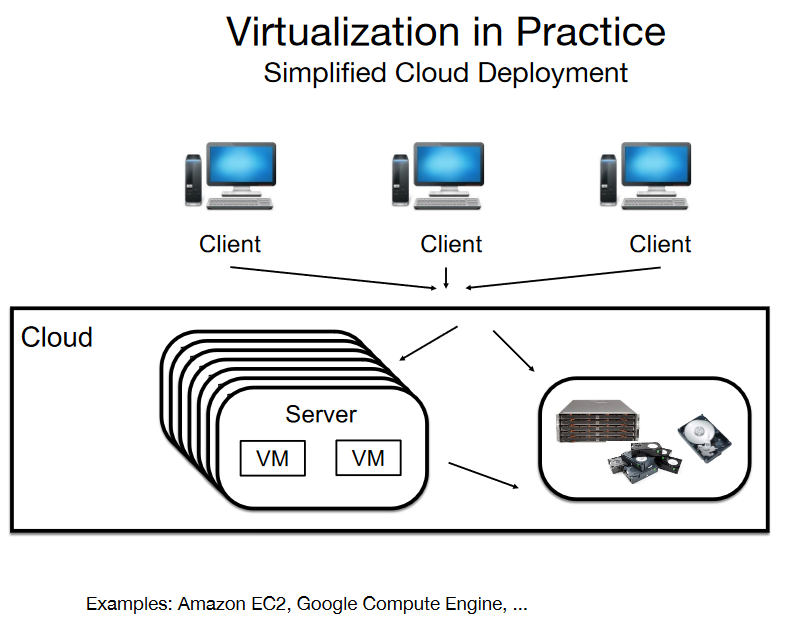 Virtualization in Practice
Simplified Cloud Deployment
Client
Client
Client
Cloud
Server
VM
VM
Examples: Amazon EC2, Google Compute Engine, ...